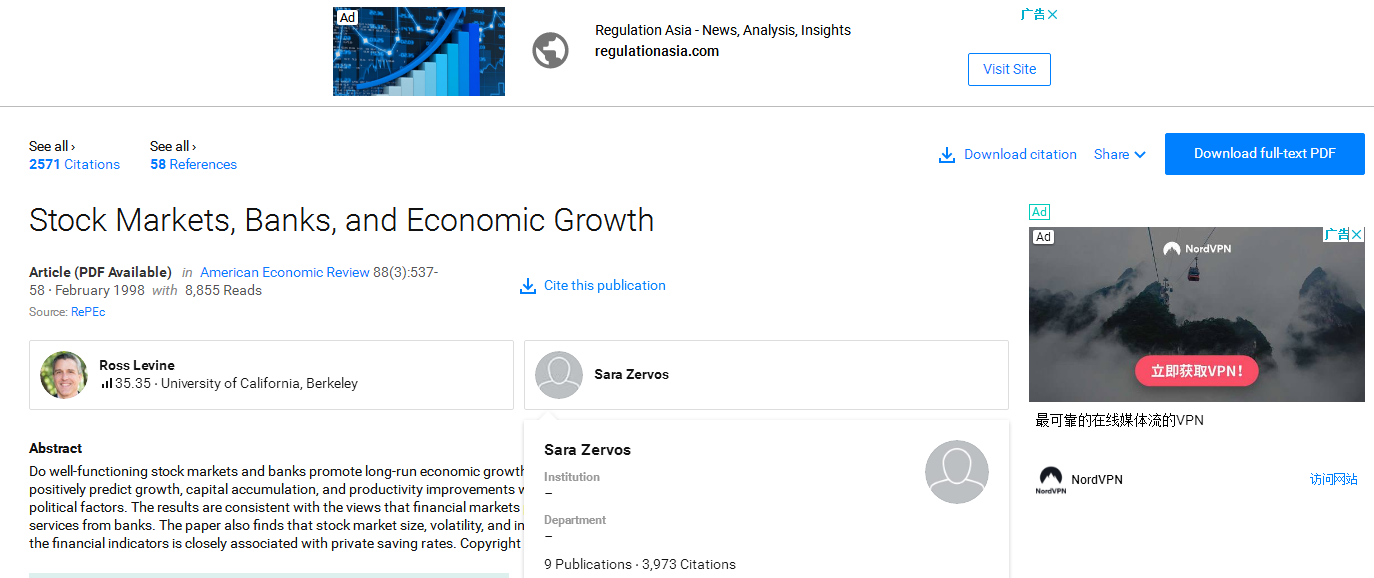 Ad
Regulation Asia - News, Analysis, Insights
regulationasia.com
广告
Visit Site
See all ›
2571 Citations
See all ›
58 References
Download citation
Share
Download full-text PDF
Stock Markets, Banks, and Economic Growth
Article (PDF Available) in American Economic Review 88(3):537-
58 · February 1998 with 8,855 Reads
Source: RePEc
Cite this publication
Ross Levine
35.35 · University of California, Berkeley
Sara Zervos
Abstract
Do well-functioning stock markets and banks promote long-run economic growth
positively predict growth, capital accumulation, and productivity improvements
political factors. The results are consistent with the views that financial markets
services from banks. The paper also finds that stock market size, volatility, and in
the financial indicators is closely associated with private saving rates. Copyright
Sara Zervos
Institution
–
Department
–
9 Publications · 3,973 Citations
Ad
Ad
广告
NordVPN
立即获取VPN！
最可靠的在线媒体流的VPN
NordVPN
NordVPN
访问网站